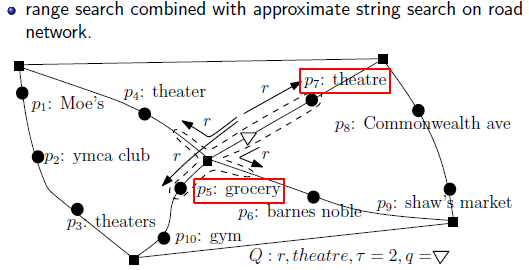 range search combined with approximate string search on road
network.
p4: theater
r
p7: theatre
p1: Moe's
r
p8: Commonwealth ave
p2: ymca club
r
r
p5: grocery
p9: shaw's market
p3: theaters
p6: barnes noble
p10: gym
Q : r, theatre, τ = 2, q =▽